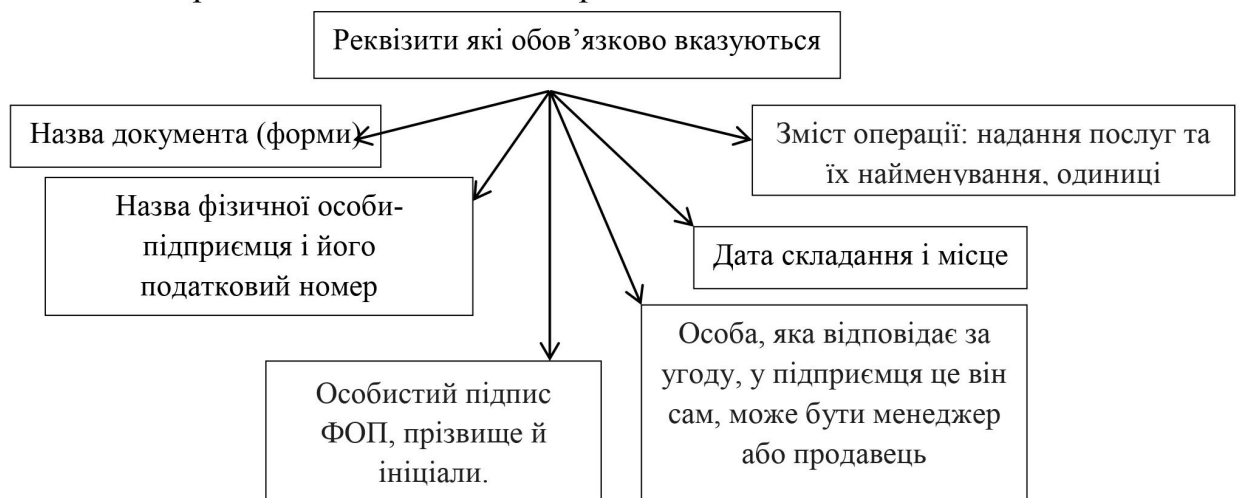 Реквізити які обов’язково вказуються
Назва документа (форми)
Зміст операції: надання послуг та
їх найменування, одиниці
Назва фізичної особи-
підприємця і його
податковий номер
Дата складання і місце
Особа, яка відповідає за
угоду, у підприємця це він
сам, може бути менеджер
або продавець
Особистий підпис
ФОП, прізвище й
ініціали.